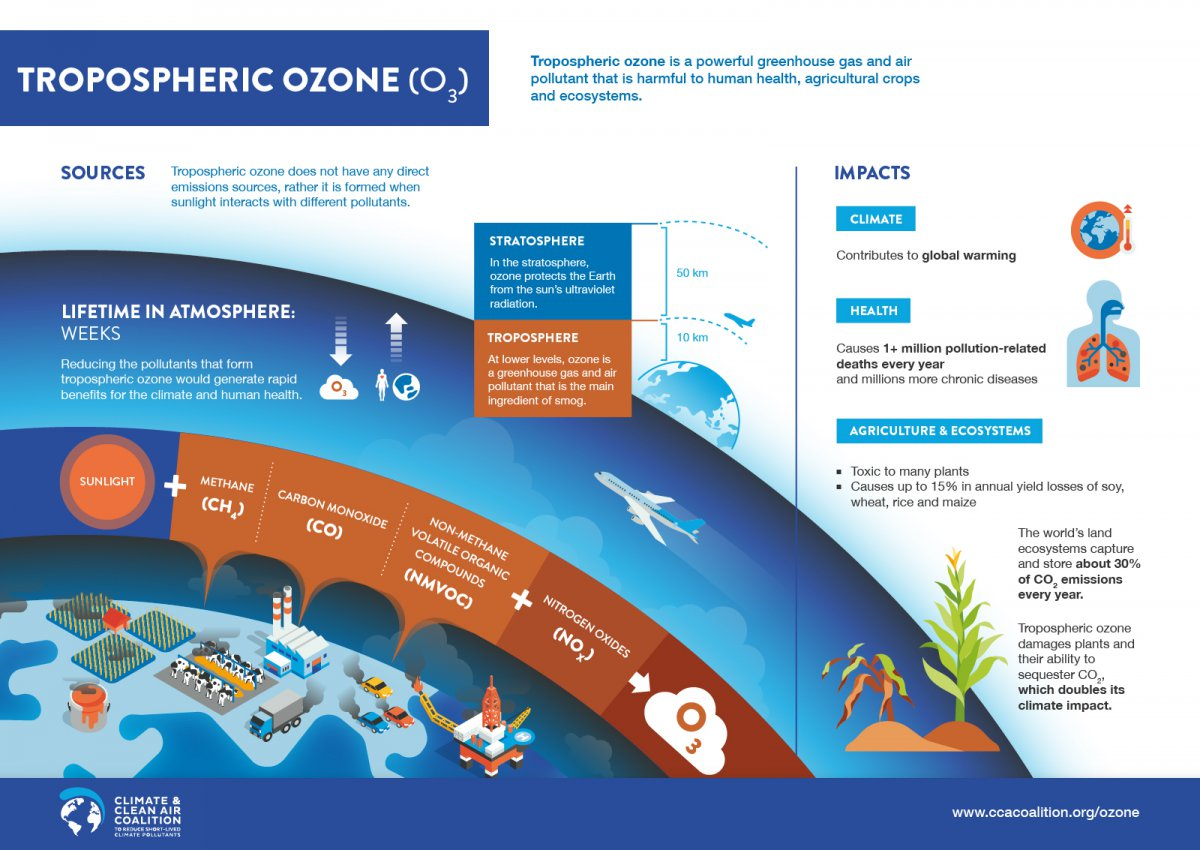 TROPOSPHERIC OZONE (O3)
Tropospheric ozone is a powerful greenhouse gas and air
pollutant that is harmful to human health, agricultural crops
and ecosystems.
SOURCES
Tropospheric ozone does not have any direct
emissions sources, rather it is formed when
sunlight interacts with different pollutants.
LIFETIME IN ATMOSPHERE:
WEEKS
Reducing the pollutants that form
tropospheric ozone would generate rapid
benefits for the climate and human health.
O3
STRATOSPHERE
In the stratosphere,
ozone protects the Earth
from the sun's ultraviolet
radiation.
50 km
TROPOSPHERE
At lower levels, ozone is
a greenhouse gas and air
pollutant that is the main
ingredient of smog.
10 km
SUNLIGHT
+
METHANE
(CH4)
CARBON MONOXIDE
(CO)
NON-METHANE
VOLATILE ORGANIC
COMPOUNDS
(NMVOC)
+
NITROGEN OXIDES
(NOx)
O3
H
IMPACTS
CLIMATE
Contributes to global warming
HEALTH
Causes 1+ million pollution-related
deaths every year
and millions more chronic diseases
AGRICULTURE & ECOSYSTEMS
▪ Toxic to many plants
▪ Causes up to 15% in annual yield losses of soy,
wheat, rice and maize
The world's land
ecosystems capture
and store about 30%
of CO2 emissions
every year.
Tropospheric ozone
damages plants and
their ability to
sequester CO2,
which doubles its
climate impact.
CLIMATE &
CLEAN AIR
COALITION
TO REDUCE SHORT-LIVED
CLIMATE POLLUTANTS
www.ccacoalition.org/ozone